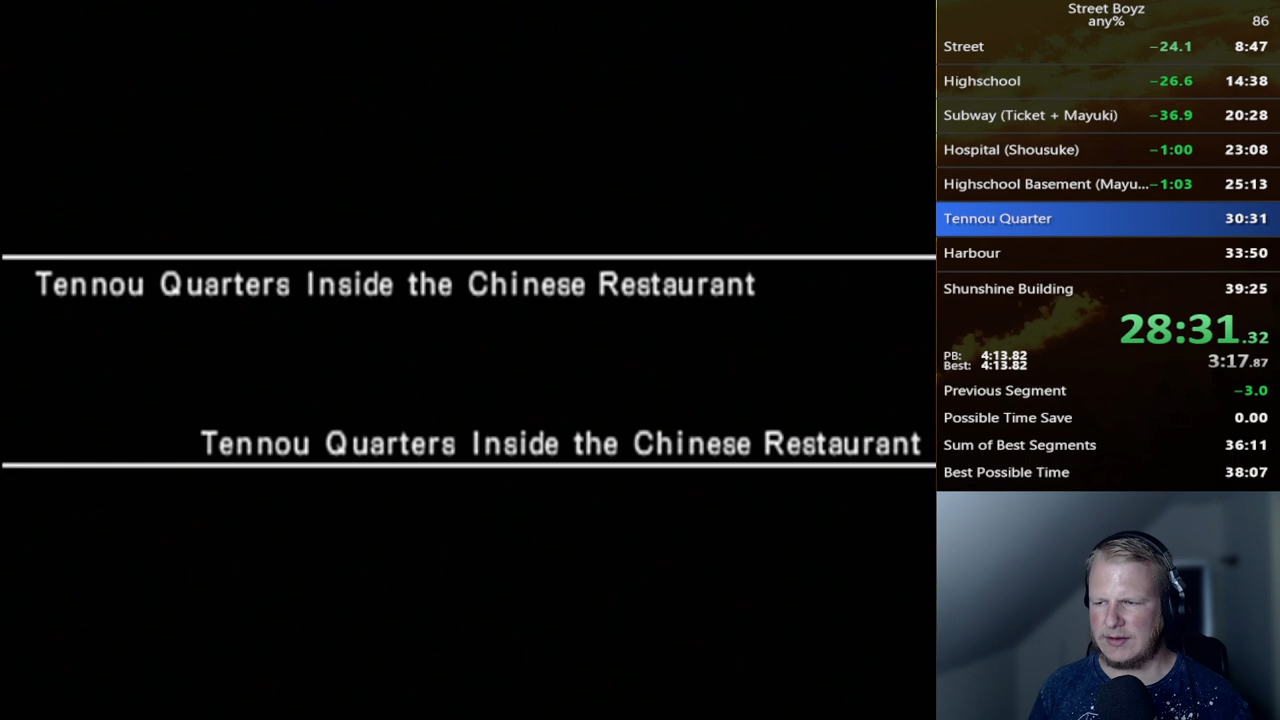 Tennou Quarters Inside the Chinese Restaurant
Tennou Quarters Inside the Chinese Restaurant
Street Boyz
any% 86
Street -24.1 8:47
Highschool -26.6 14:38
Subway (Ticket + Mayuki) -36.9 20:28
Hospital (Shousuke) -1:00 23:08
Highschool Basement (Mayu... -1:03 25:13
Tennou Quarter 30:31
Harbour 33:50
Shunshine Building 39:25
28:31.32
PB: 4:13.82
Best: 4:13.82
3:17.87
Previous Segment -3.0
Possible Time Save 0.00
Sum of Best Segments 36:11
Best Possible Time 38:07